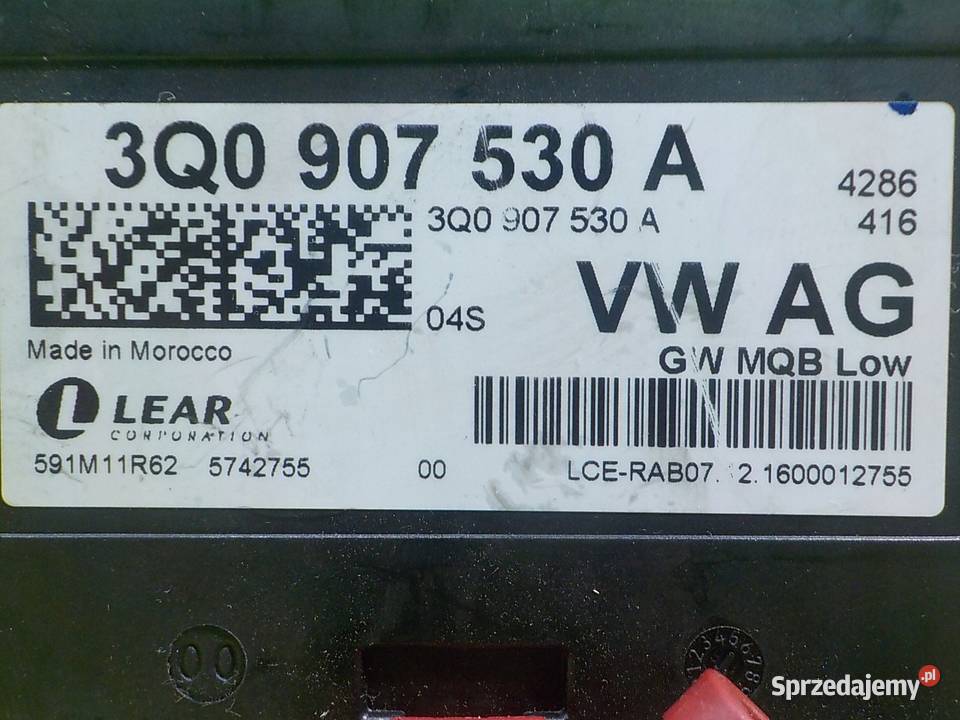 3Q0 907 530 A
4286
3Q0 907 530 A
416
04S
VW AG
Made in Morocco
GW MQB Low
LEAR
CORPORATION
591M11R62 5742755 00 LCE-RAB07. 2.1600012755
00
Sprzedajemy.pl